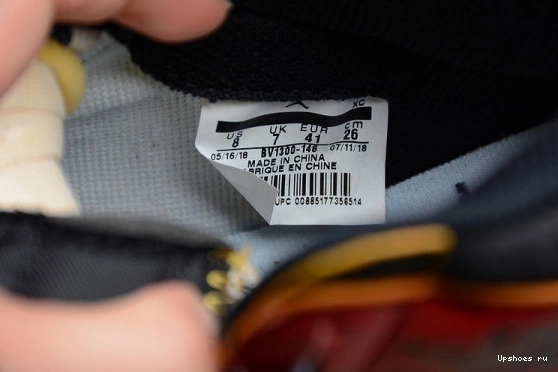 XC
US UK EUR cm
8 7 41 26
05/16/18 BV1300-146 07/11/18
MADE IN CHINA
BRIQUE EN CHINE
UPC 00885177356514
Upshoes ru